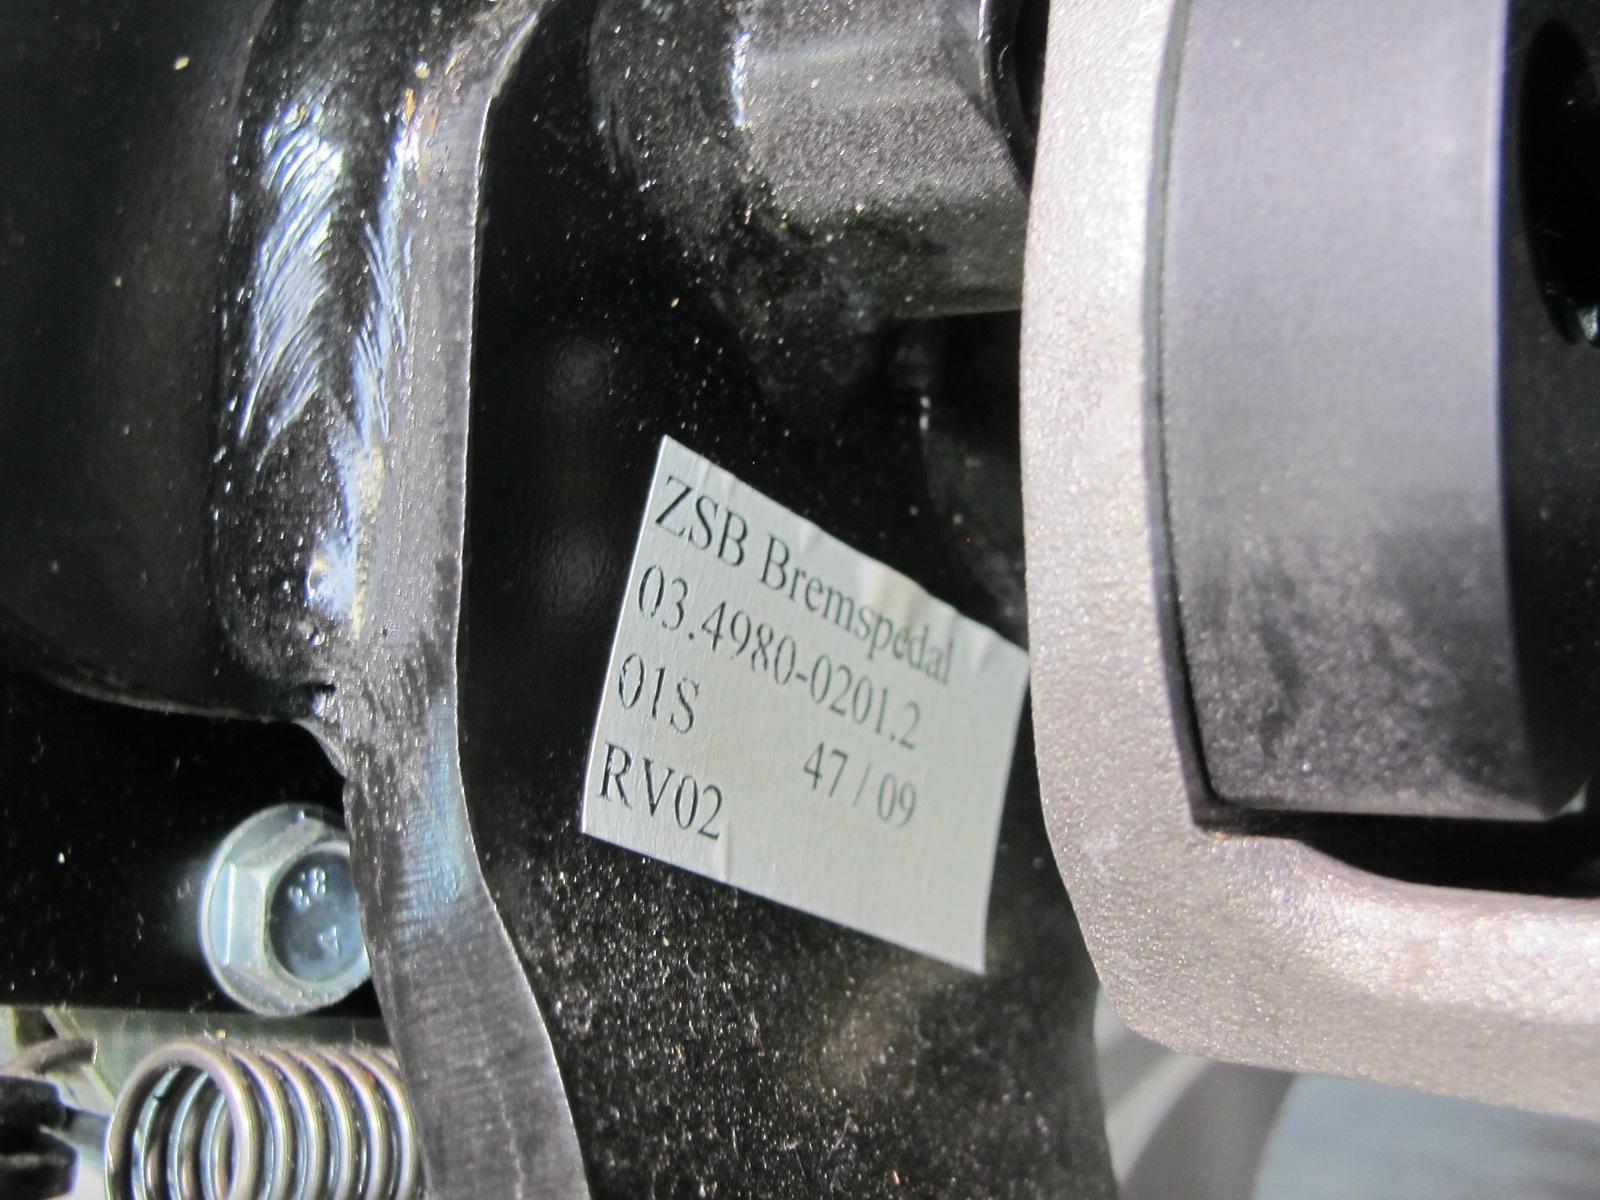 ZSB Bremspedal
03.4980-0201.2
01S 47 / 09
RV02